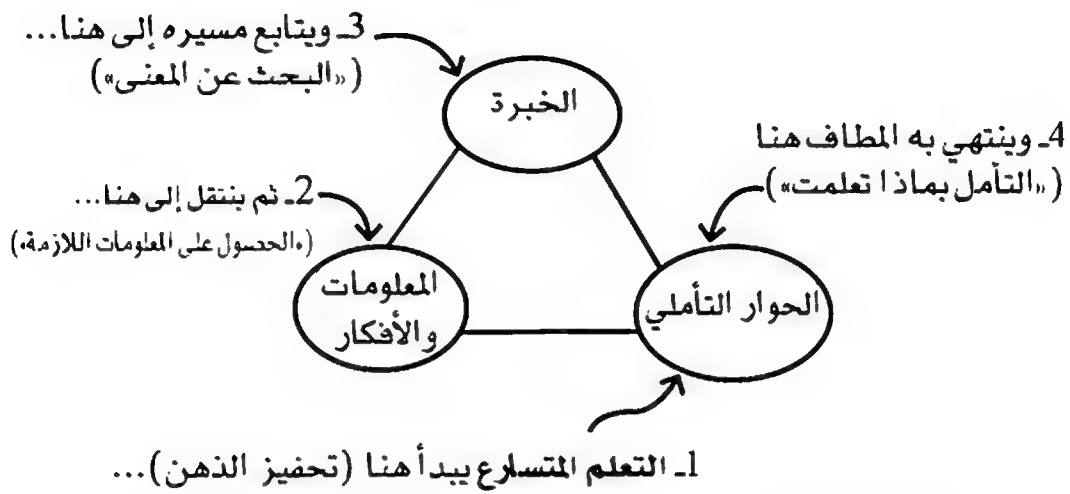 3ـ ويتابع مسيره إلى هنا...
(«البحث عن المعنى»)
الخبرة
4ـ وينتهي به المطاف هنا
(«التأمل بماذا تعلمت»)
2ـ ثم ينتقل إلى هنا...
(«الحصول على المعلومات اللازمة»)
المعلومات
والأفكار
الحوار التأملي
1ـ التعلم المتسارع يبدأ هنا (تحفيز الذهن)...